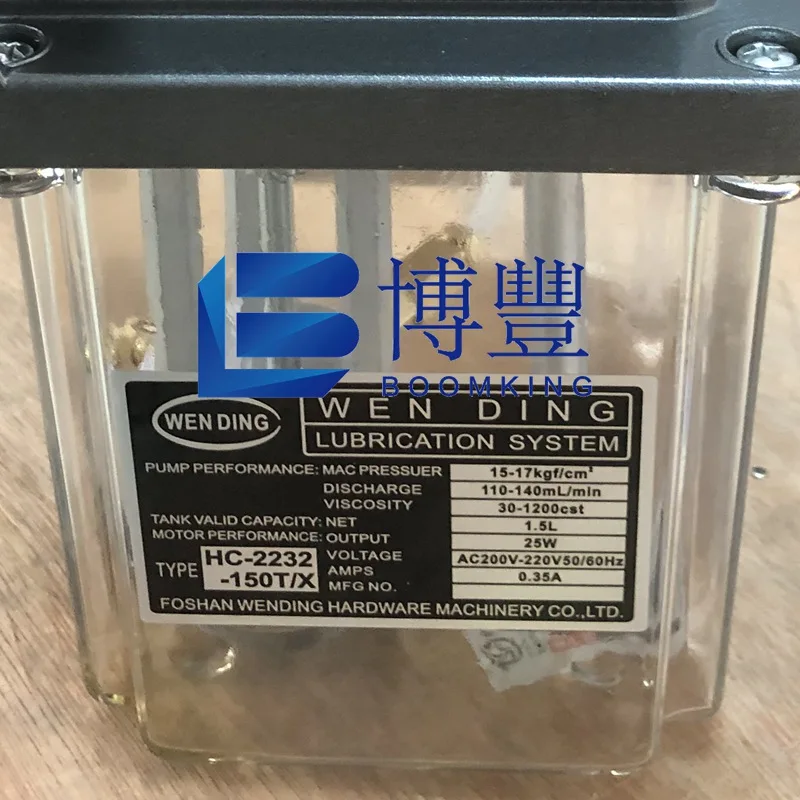 博豐
BOOMKING
WEN DING
WEN DING
LUBRICATION SYSTEM
PUMP PERFORMANCE: MAC PRESSUER 15-17kgf/cm²
DISCHARGE 110-140mL/min
VISCOSITY 30-1200cst
TANK VALID CAPACITY: NET 1.5L
MOTOR PERFORMANCE: OUTPUT 25W
TYPE HC-2232
-150T/X
VOLTAGE AC200V-220V50/60Hz
AMPS 0.35A
MFG NO.
FOSHAN WENDING HARDWARE MACHINERY CO.,LTD.